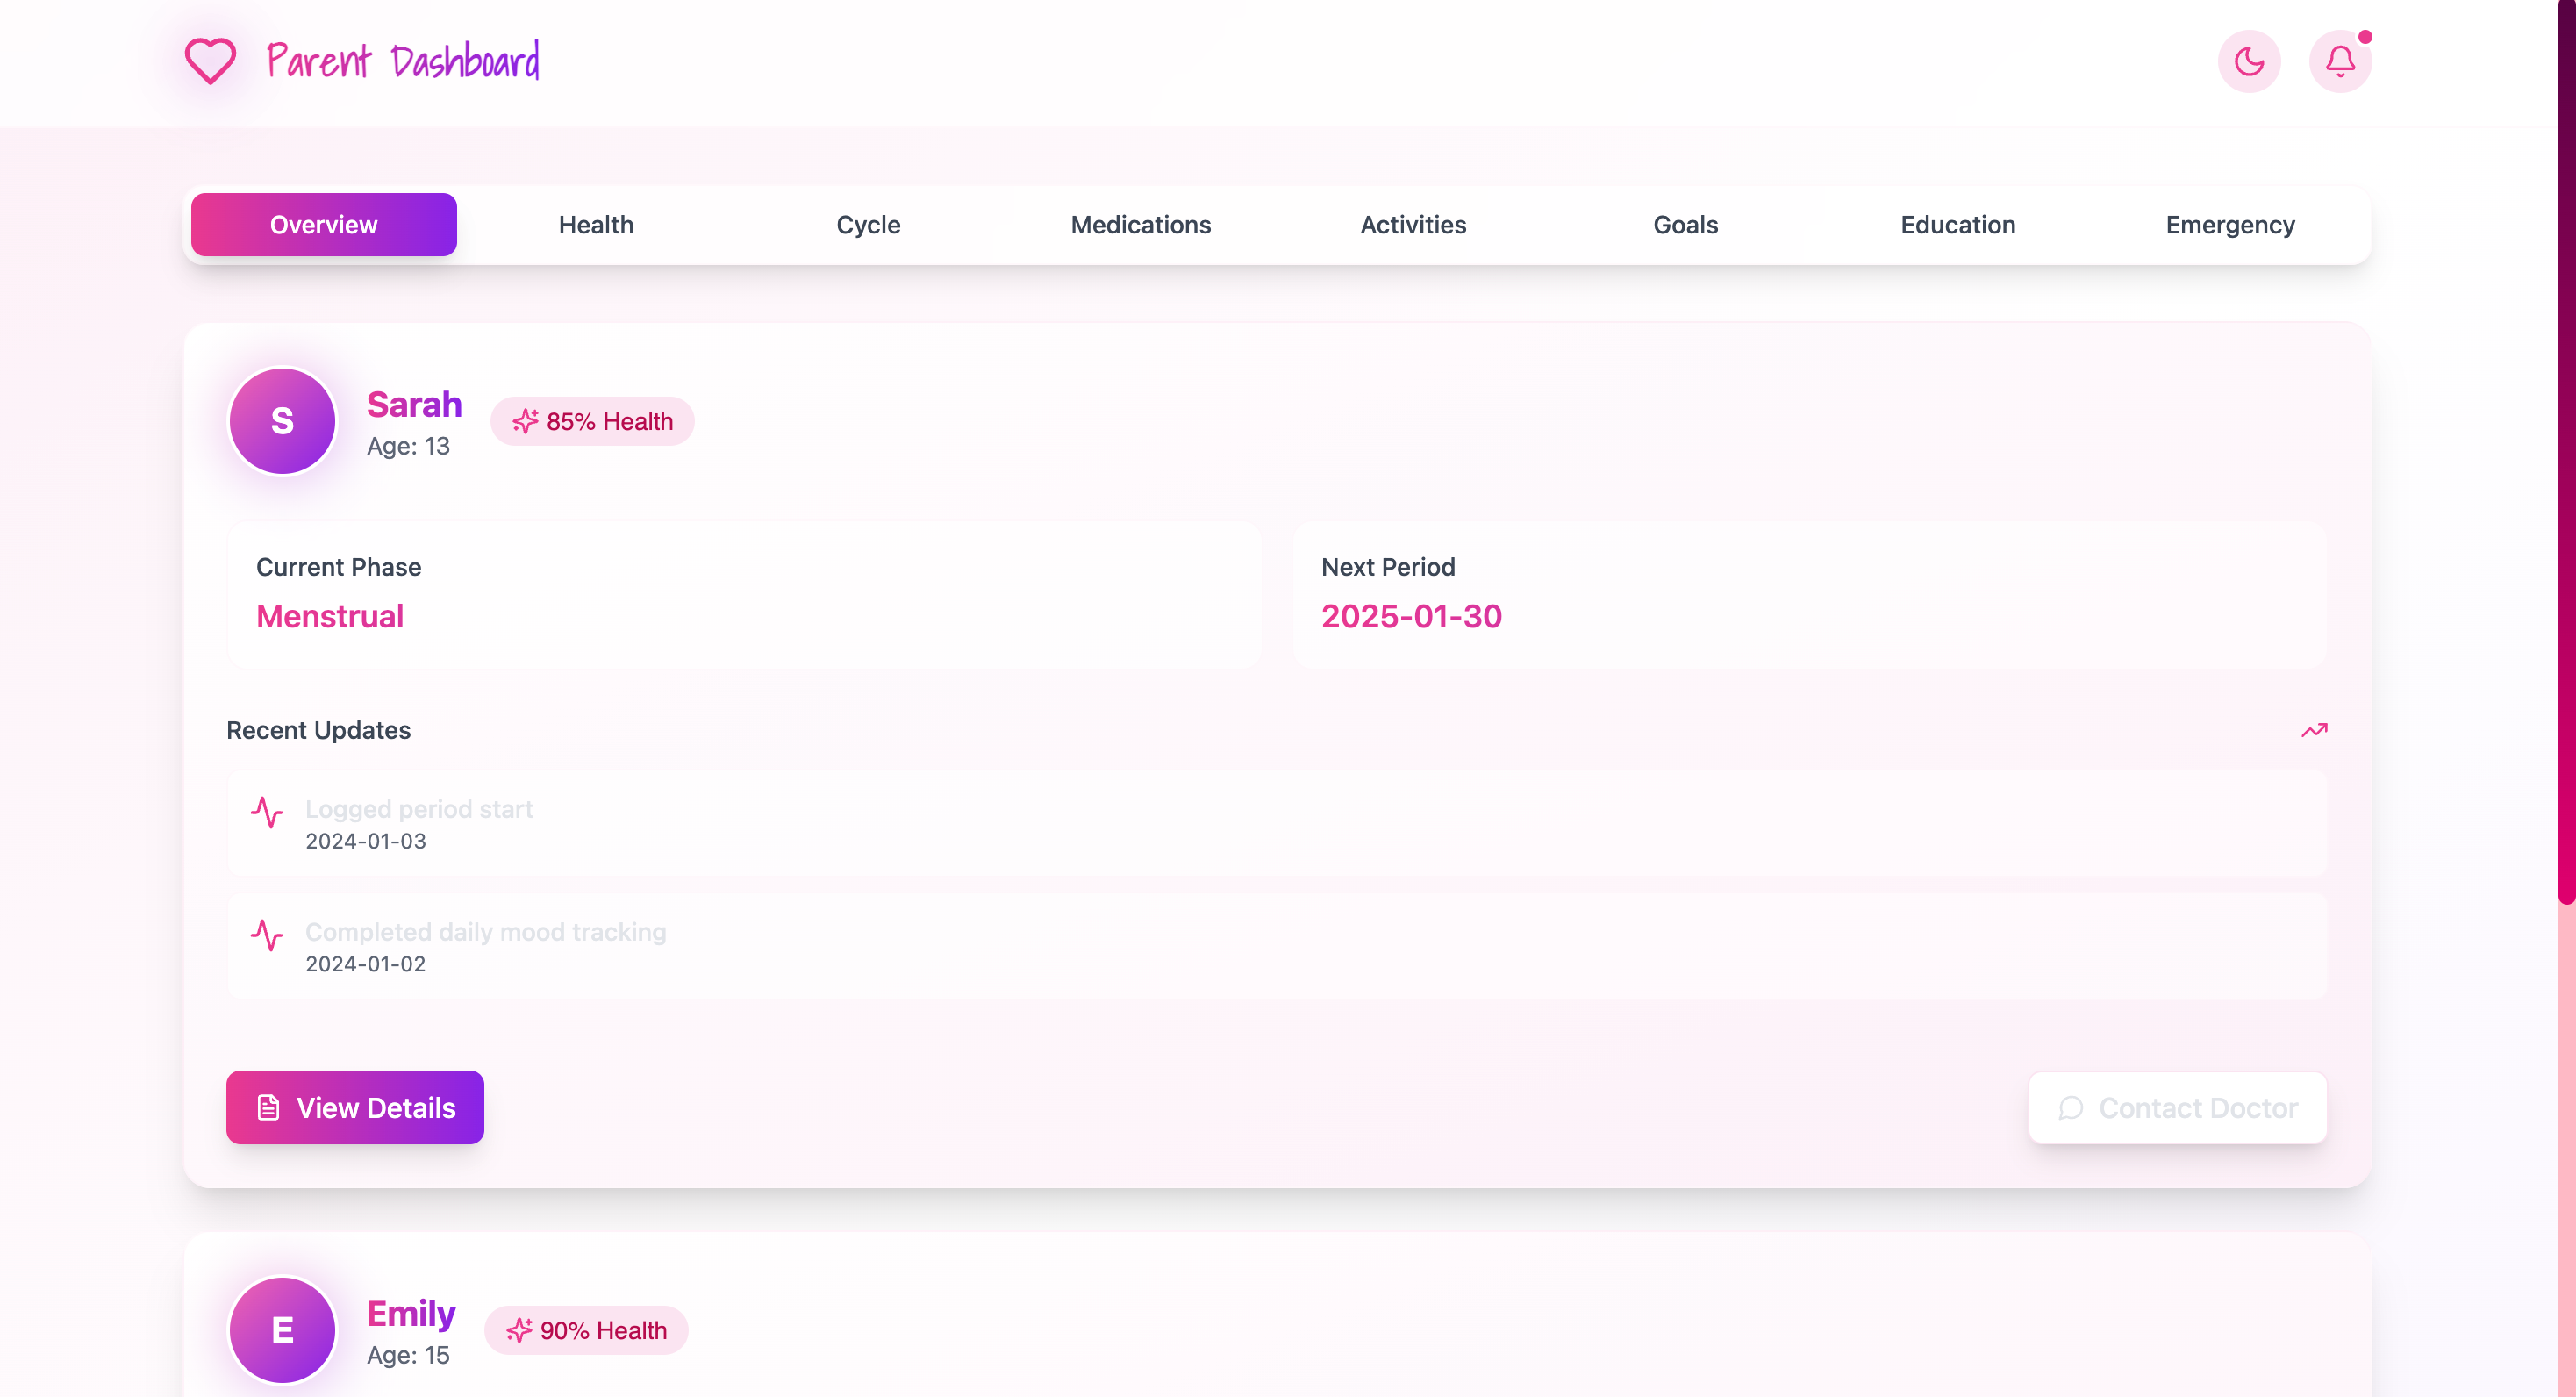 Parent Dashboard
Overview Health Cycle Medications Activities Goals Education Emergency
S
Sarah
Age: 13
85% Health
Current Phase
Menstrual
Next Period
2025-01-30
Recent Updates
Logged period start
2024-01-03
Completed daily mood tracking
2024-01-02
View Details
Contact Doctor
E
Emily
Age: 15
90% Health